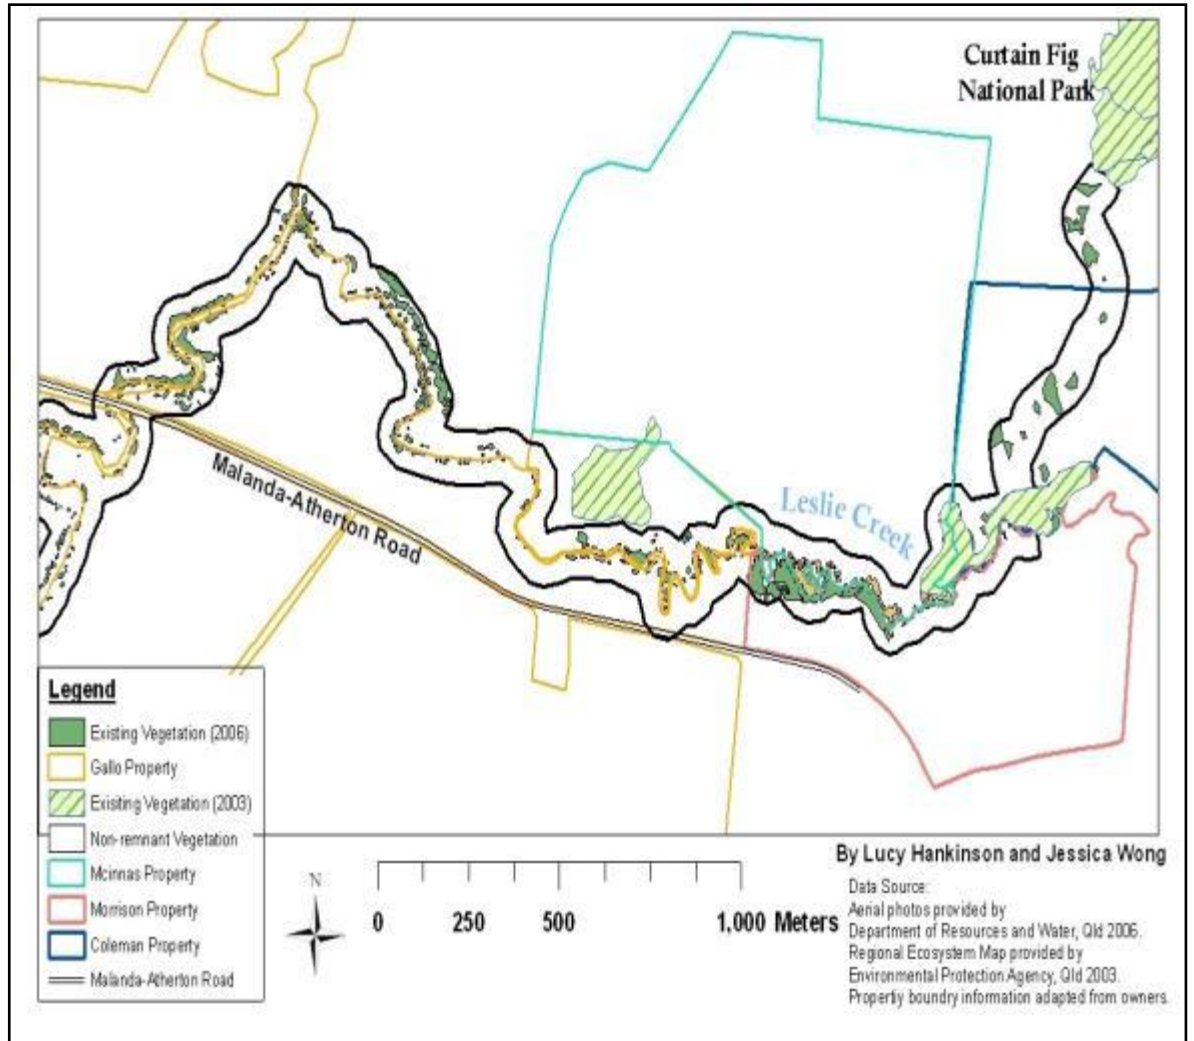 Curtain Fig
National Park
Leslie Creek
Malanda-Atherton Road
Legend
Existing Vegetation (2006)
Gallo Property
Exisiting Vegetation (2003)
Non-remnant Vegetation
Mcinnas Property
Morrison Property
Coleman Property
Malanda-Atherton Road
N
0 250 500 1,000 Meters
By Lucy Hankinson and Jessica Wong
Data Source:
Aerial photos provided by
Department of Resources and Water, Qld 2006.
Regional Ecosystem Map provided by
Environmental Protection Agency, Qld 2003.
Propertiy boundry information adapted from owners.